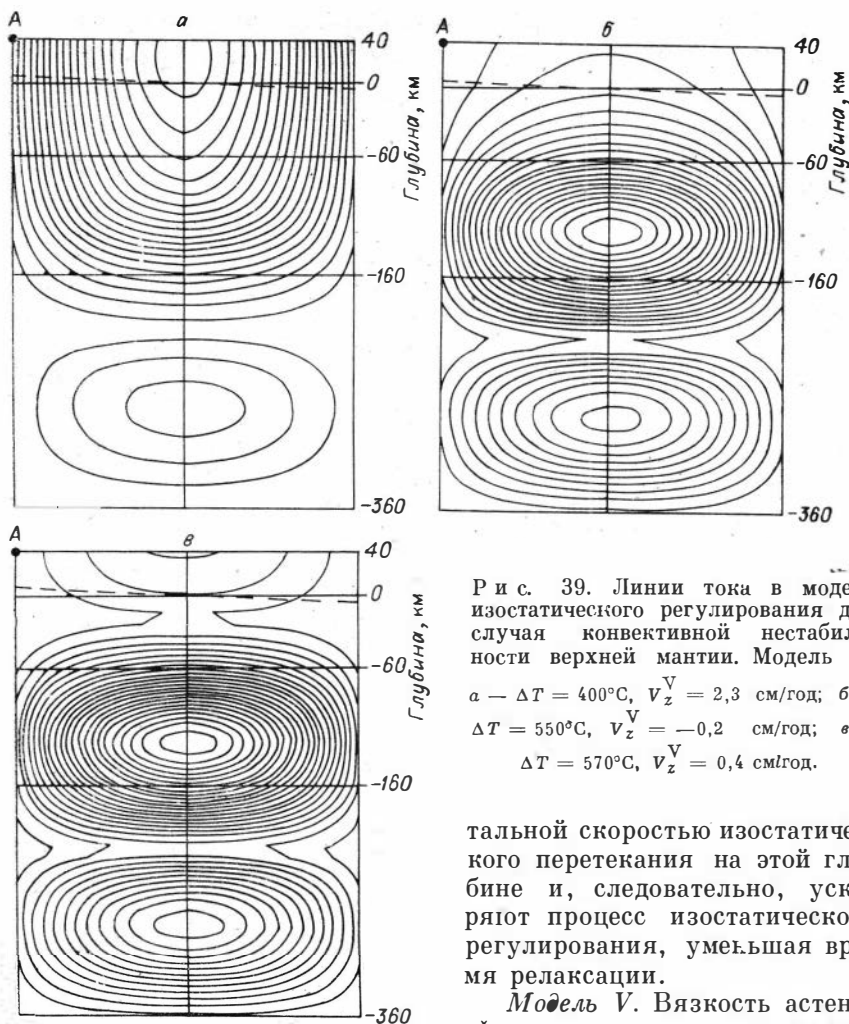 А
а
40
0
-60
-160
-360
Глубина, км
А
б
40
0
-60
-160
-360
Глубина, км
А
в
40
0
-60
-160
-360
Глубина, км
Рис. 39. Линии тока в моде
изостатического регулирования д
случая конвективной нестабил
ности верхней мантии. Модель
а — ΔT = 400°C, V_z^V = 2,3 см/год; б
ΔT = 550°C, V_z^V = —0,2 см/год; в
ΔT = 570°C, V_z^V = 0,4 см/год.
тальной скоростью изостатиче
кого перетекания на этой гл
бине и, следовательно, уск
ряют процесс изостатическо
регулирования, уменьшая вр
мя релаксации.
Модель V. Вязкость астен